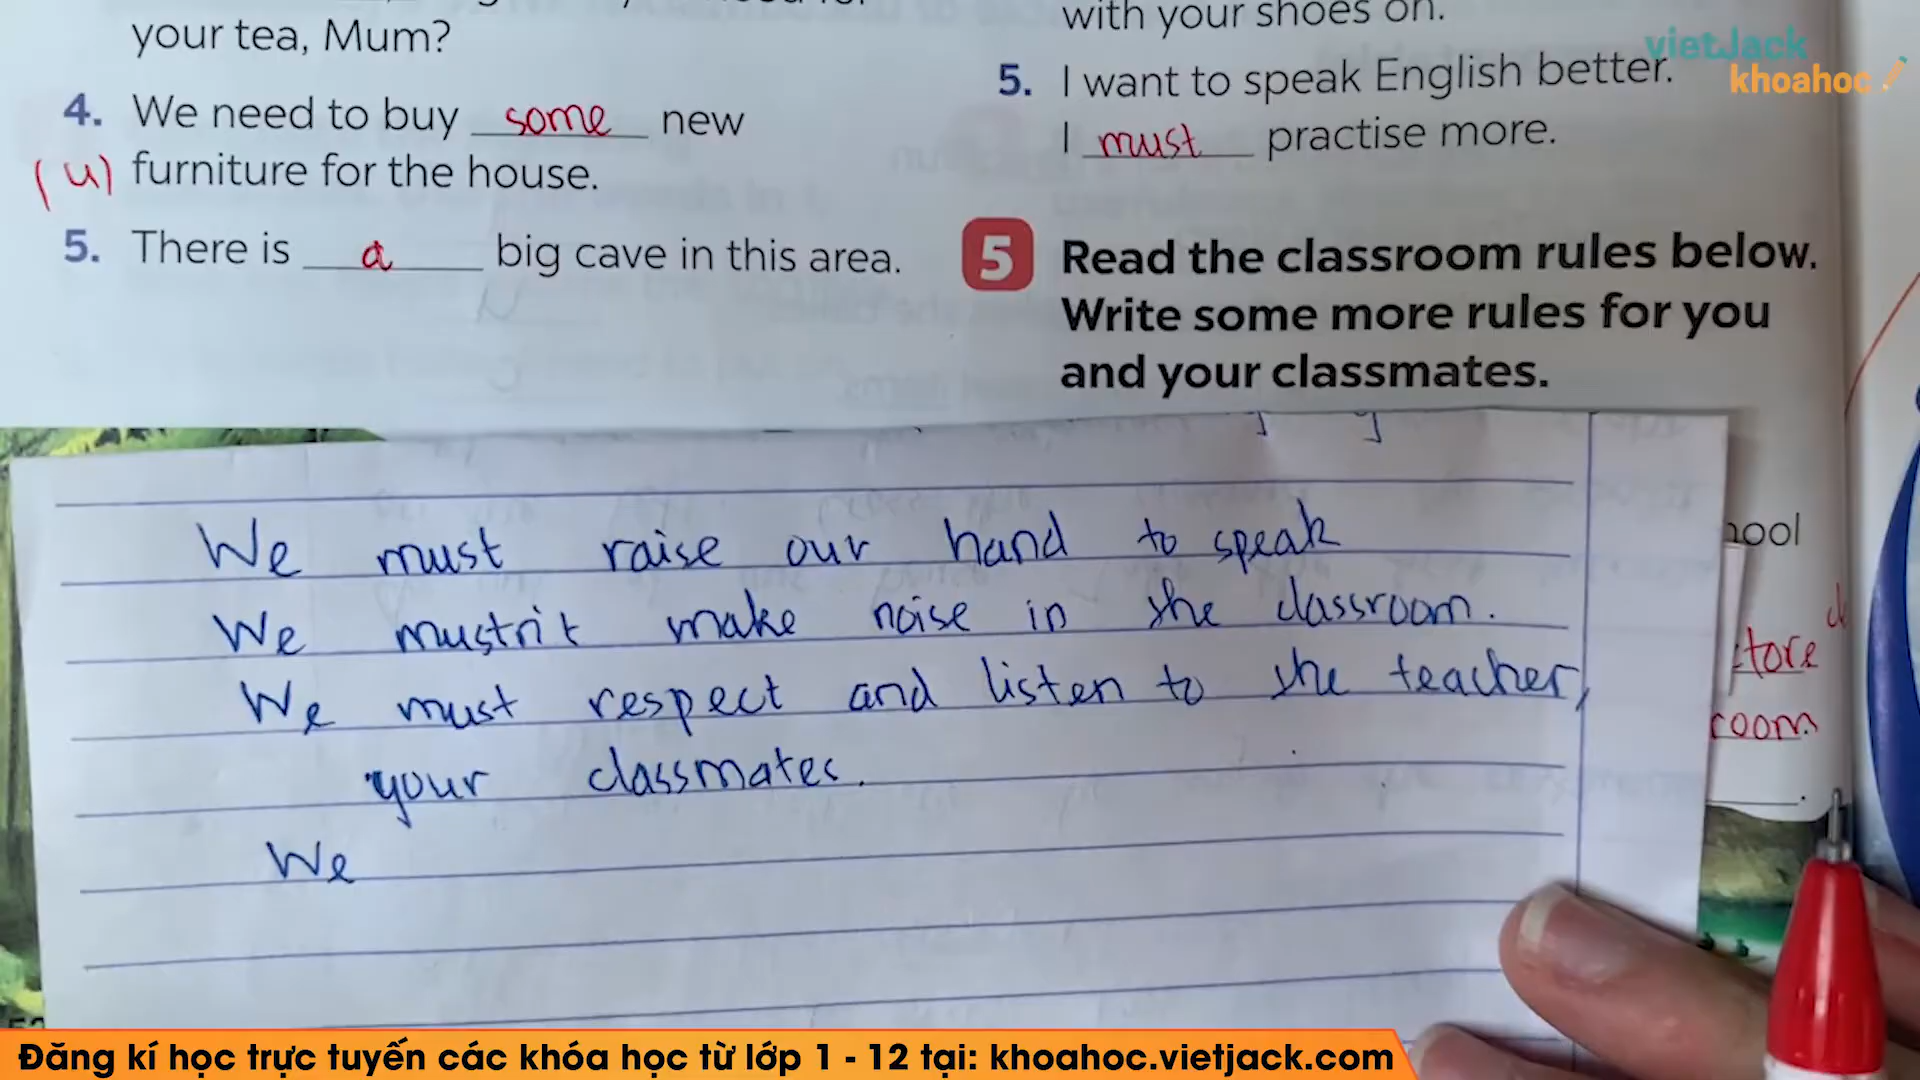 your tea, Mum?
4. We need to buy some new
(u) furniture for the house.
5. There is a big cave in this area.
with your shoes on.
5. I want to speak English better.
I must practise more.
vietJack
khoahoc
5 Read the classroom rules below.
Write some more rules for you
and your classmates.
We must raise our hand to speak
We mustn't make noise in the classroom.
We must respect and listen to the teacher,
your classmates.
We
hool
tore
room
Đăng kí học trực tuyến các khóa học từ lớp 1 - 12 tại: khoahoc.vietjack.com